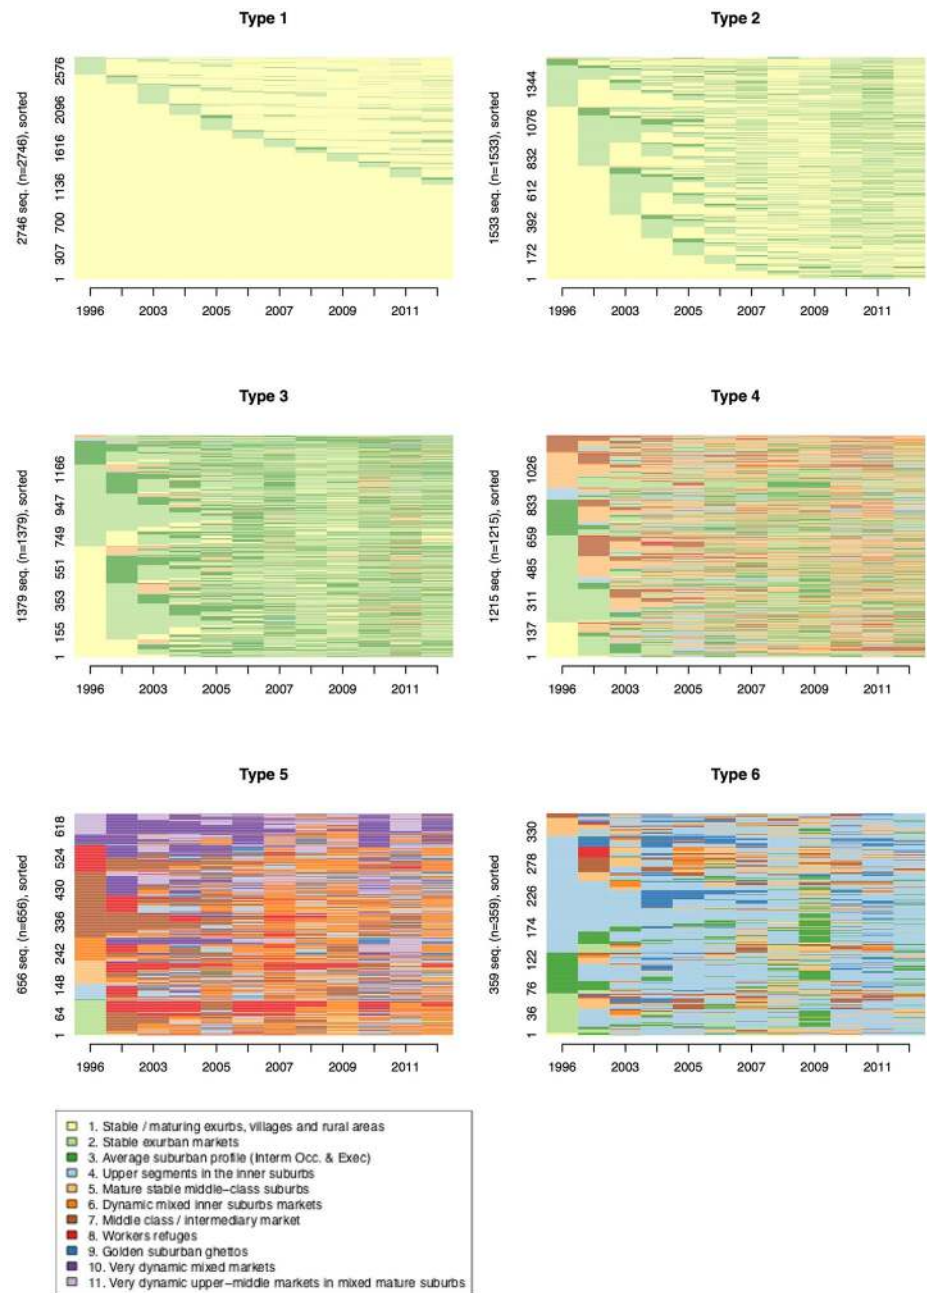 Type 1
Type 2
2746 seq. (n=2746), sorted
1 307 700 1136 1616 2096 2576
1996 2003 2005 2007 2009 2011
1533 seq. (n=1533), sorted
1 172 392 612 832 1076 1344
1996 2003 2005 2007 2009 2011
Type 3
Type 4
1379 seq. (n=1379), sorted
1 155 353 551 749 947 1166
1996 2003 2005 2007 2009 2011
1215 seq. (n=1215), sorted
1 137 311 485 659 833 1026
1996 2003 2005 2007 2009 2011
Type 5
Type 6
656 seq. (n=656), sorted
1 64 148 242 336 430 524 618
1996 2003 2005 2007 2009 2011
359 seq. (n=359), sorted
1 36 76 122 174 226 278 330
1996 2003 2005 2007 2009 2011
1. Stable / maturing exurbs, villages and rural areas
2. Stable exurban markets
3. Average suburban profile (Interm Occ. & Exec)
4. Upper segments in the inner suburbs
5. Mature stable middle-class suburbs
6. Dynamic mixed inner suburbs markets
7. Middle class / intermediary market
8. Workers refuges
9. Golden suburban ghettos
10. Very dynamic mixed markets
11. Very dynamic upper-middle markets in mixed mature suburbs